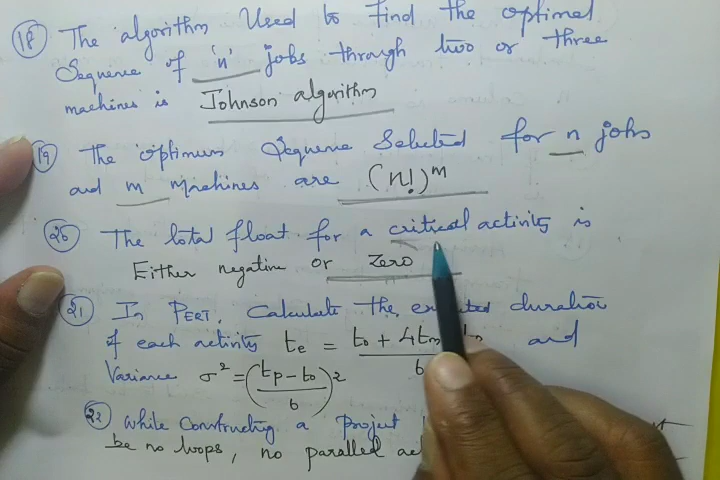 18 The algorithm Used to find the optimal
Sequence of 'n' jobs through two or three
machines is Johnson algorithm
19 The optimum Sequence Selected for n jobs
and m machines are (n!)^m
20 The total float for a critical activity is
Either negative or zero
21 In PERT, Calculate the expected duration
of each activity te = to + 4tm and
6
Variance σ² = (tp - to / 6)²
22 While Constructing a project
be no loops, no parallel